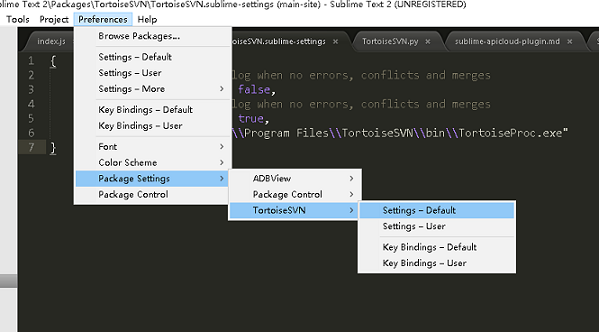 ublime Text 2\Packages\TortoiseSVN\TortoiseSVN.sublime-settings (main-site) - Sublime Text 2 (UNREGISTERED)
Tools Project Preferences Help
index.js
oiseSVN.sublime-settings × TortoiseSVN.py × sublime-apicloud-plugin.md ×
Browse Packages...
Settings – Default
Settings – User
Settings – More
Key Bindings – Default
Key Bindings – User
Font
Color Scheme
Package Settings
Package Control
1 {
2 log when no errors, conflicts and merges
3 false,
4 log when no errors, conflicts and merges
5 true,
6 \\Program Files\\TortoiseSVN\\bin\\TortoiseProc.exe"
7 }
ADBView
Package Control
TortoiseSVN
Settings – Default
Settings – User
Key Bindings – Default
Key Bindings – User